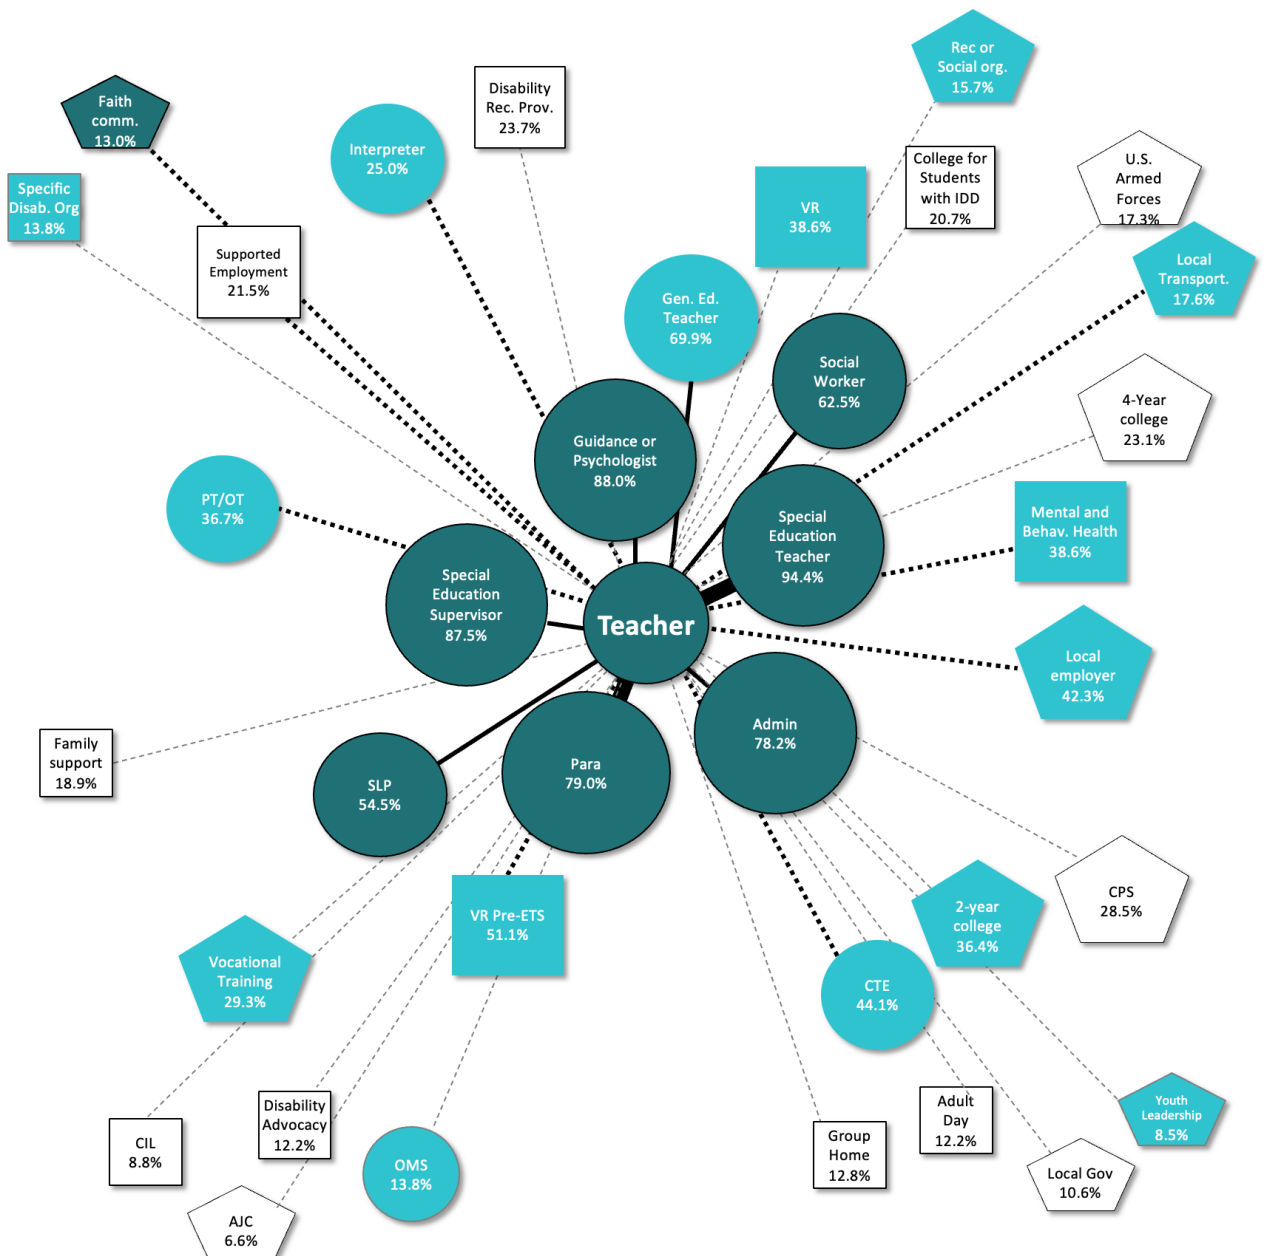 Rec or
Social org.
15.7%
Disability
Rec. Prov.
23.7%
Faith
comm.
13.0%
Interpreter
25.0%
College for
Students
with IDD
20.7%
U.S.
Armed
Forces
17.3%
Specific
Disab. Org
13.8%
VR
38.6%
Supported
Employment
21.5%
Local
Transport.
17.6%
Gen. Ed.
Teacher
69.9%
Social
Worker
62.5%
4-Year
college
23.1%
Guidance or
Psychologist
88.0%
PT/OT
36.7%
Special
Education
Teacher
94.4%
Mental and
Behav. Health
38.6%
Special
Education
Supervisor
87.5%
Teacher
Local
employer
42.3%
Admin
78.2%
Family
support
18.9%
Para
79.0%
SLP
54.5%
CPS
28.5%
VR Pre-ETS
51.1%
2-year
college
36.4%
Vocational
Training
29.3%
CTE
44.1%
Disability
Advocacy
12.2%
Adult
Day
12.2%
Youth
Leadership
8.5%
CIL
8.8%
Group
Home
12.8%
OMS
13.8%
Local Gov
10.6%
AJC
6.6%